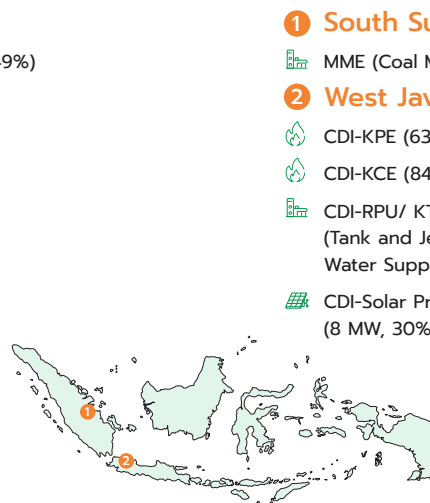 9%)
1 South Su
MME (Coal M
2 West Jav
CDI-KPE (63
CDI-KCE (84
CDI-RPU/ KT
(Tank and Je
Water Supp
CDI-Solar Pr
(8 MW, 30%
1
2